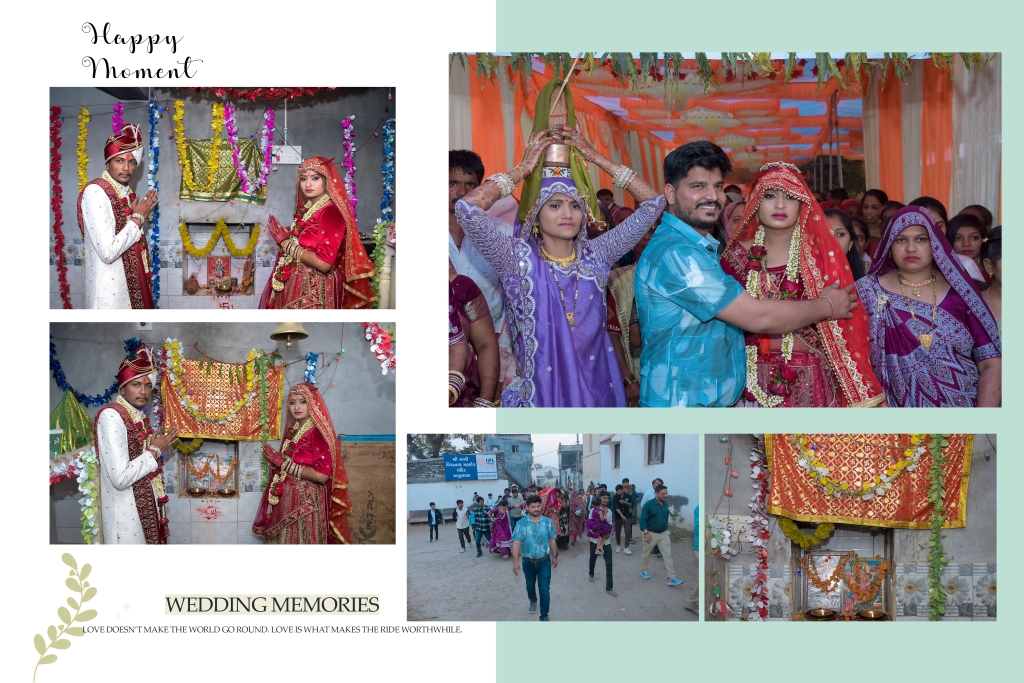 Happy
Moment
WEDDING MEMORIES
LOVE DOESN'T MAKE THE WORLD GO ROUND. LOVE IS WHAT MAKES THE RIDE WORTHWHILE.